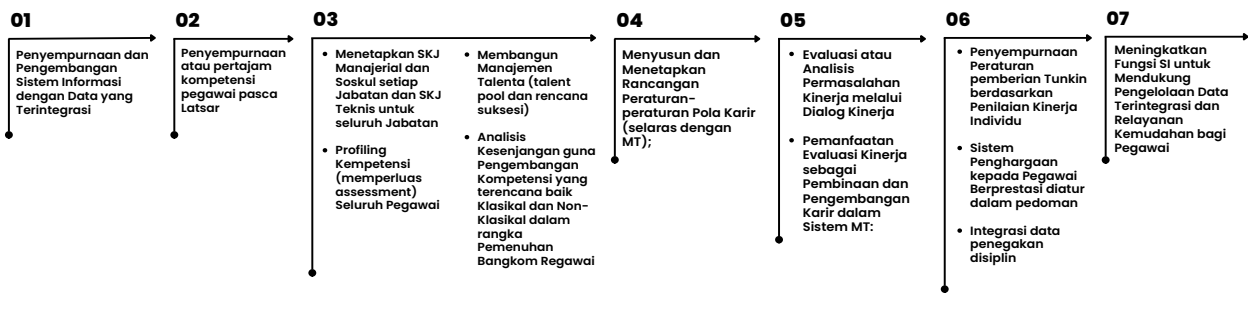 01
Penyempurnaan dan
Pengembangan
Sistem Informasi
dengan Data yang
Terintegrasi
02
Penyempurnaan
atau pertajam
kompetensi
pegawai pasca
Latsar
03
• Menetapkan SKJ
Manajerial dan
Soskul setiap
Jabatan dan SKJ
Teknis untuk
seluruh Jabatan
• Profiling
Kempetensi
(memperluas
assessment)
Seluruh Pegawai
• Membangun
Manajemen
Talenta (talent
pool dan rencana
suksesi)
• Analisis
Kesenjangan guna
Pengembangan
Kompetensi yang
terencana baik
Klasikal dan Non-
Klasikal dalam
rangka
Pemenuhan
Bangkom Regawai
04
Menyusun dan
Menetapkan
Rancangan
Peraturan-
peraturan Pola Karir
(selaras dengan
MT);
05
• Evaluasi atau
Analisis
Permasalahan
Kinerja melalui
Dialog Kinerja
• Pemanfaatan
Evaluasi Kinerja
sebagai
Pembinaan dan
Pengembangan
Karir dalam
Sistem MT:
06
• Penyempurnaan
Peraturan
pemberian Tunkin
berdasarkan
Penilaian Kinerja
Individu
• Sistem
Penghargaan
kepada Pegawai
Berprestasi diatur
dalam pedoman
• Integrasi data
penegakan
disiplin
07
Meningkatkan
Fungsi SI untuk
Mendukung
Pengelolaan Data
Terintegrasi dan
Relayanan
Kemudahan bagi
Pegawai